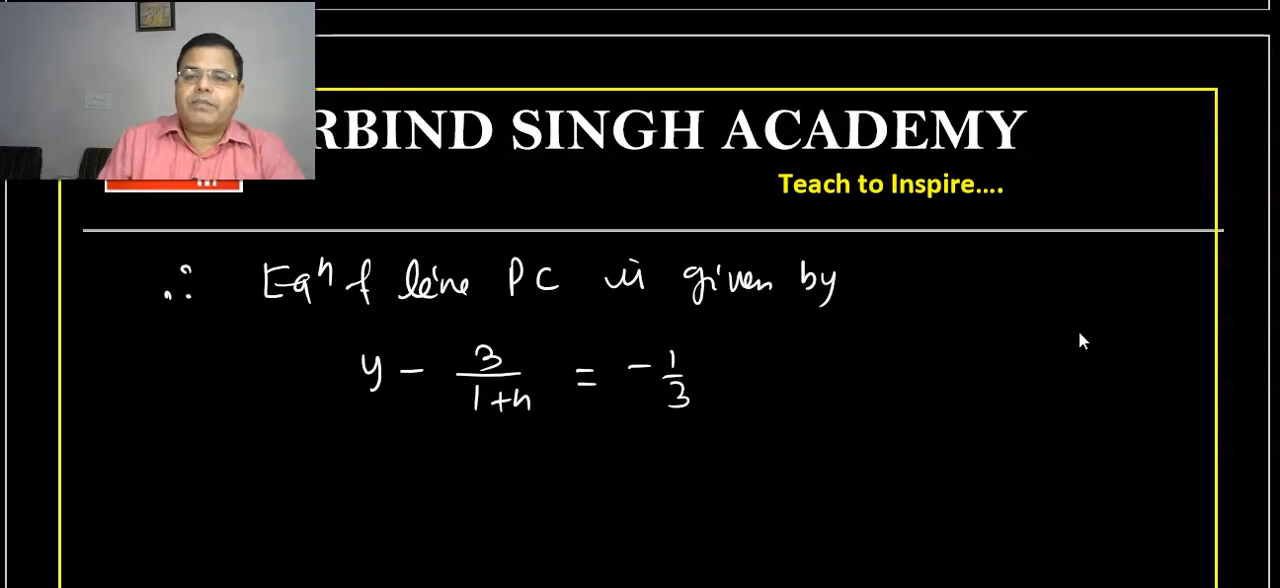 RBIND SINGH ACADEMY
Teach to Inspire....
∴ Eqⁿ of line PC is given by
y - 3/(1+h) = - 1/3